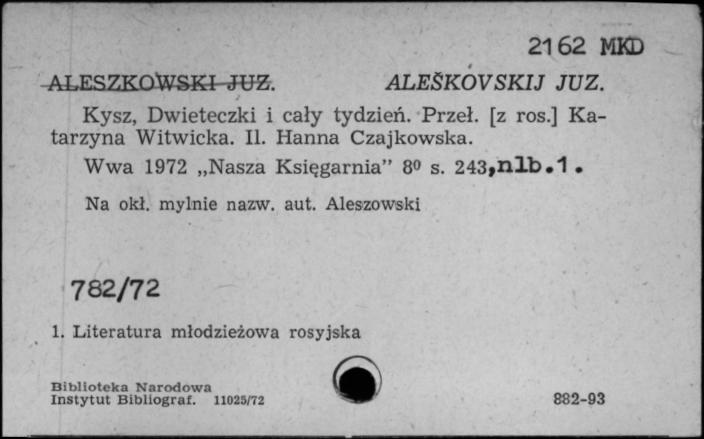 2162 MKD
ALESZKOWSKI JUZ. ALEŠKOVSKIJ JUZ.
Kysz, Dwieteczki i cały tydzień. Przeł. [z ros.] Ka-
tarzyna Witwicka. Il. Hanna Czajkowska.
Wwa 1972 „Nasza Księgarnia” 8⁰ s. 243,nlb.1.
Na okł. mylnie nazw. aut. Aleszowski
782/72
1. Literatura młodzieżowa rosyjska
Biblioteka Narodowa
Instytut Bibliograf. 11025/72 882-93